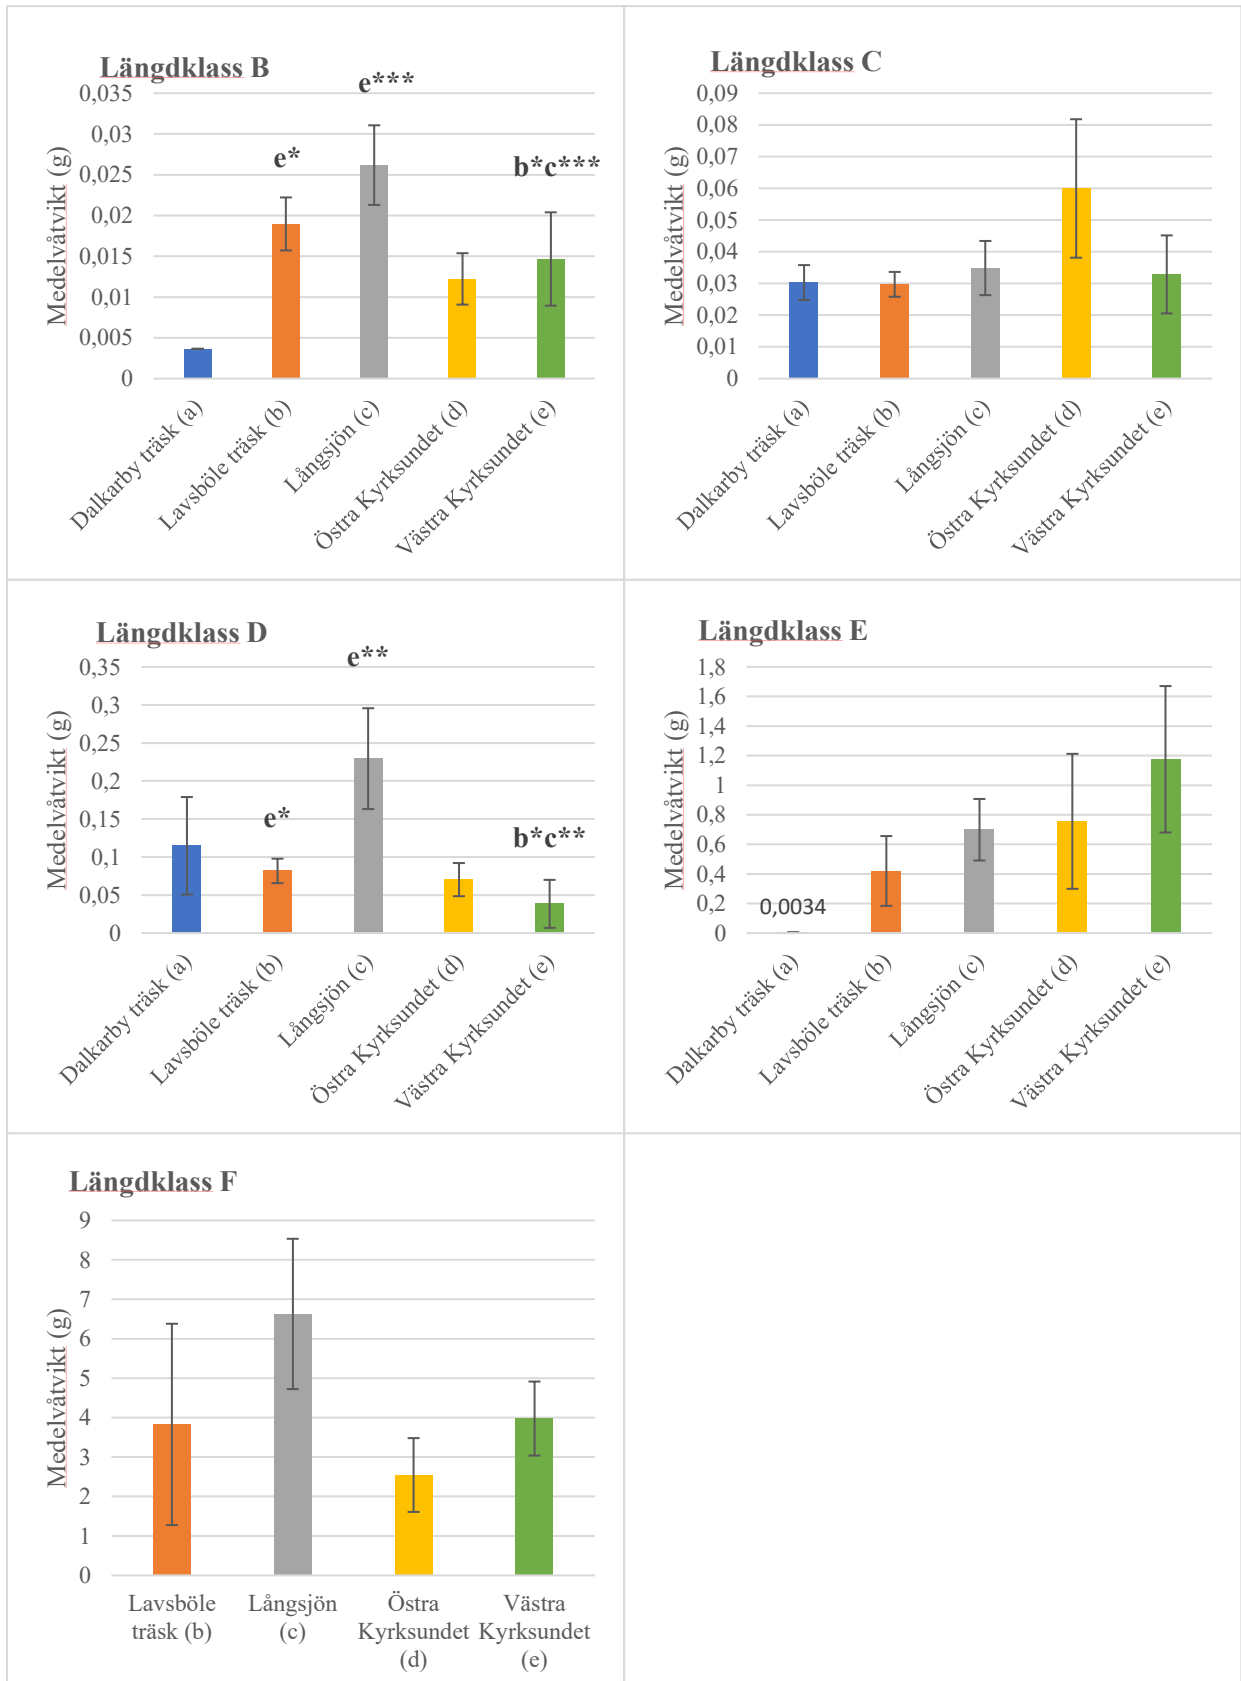 Längdklass B
e***
e*
b*c***
Medelvåtvikt (g)
0,035
0,03
0,025
0,02
0,015
0,01
0,005
0
Dalkarby träsk (a)
Lavsböle träsk (b)
Långsjön (c)
Östra Kyrksundet (d)
Västra Kyrksundet (e)
Längdklass C
Medelvåtvikt (g)
0,09
0,08
0,07
0,06
0,05
0,04
0,03
0,02
0,01
0
Dalkarby träsk (a)
Lavsböle träsk (b)
Långsjön (c)
Östra Kyrksundet (d)
Västra Kyrksundet (e)
Längdklass D
e**
e*
b*c**
Medelvåtvikt (g)
0,35
0,3
0,25
0,2
0,15
0,1
0,05
0
Dalkarby träsk (a)
Lavsböle träsk (b)
Långsjön (c)
Östra Kyrksundet (d)
Västra Kyrksundet (e)
Längdklass E
Medelvåtvikt (g)
1,8
1,6
1,4
1,2
1
0,8
0,6
0,4
0,2
0
0,0034
Dalkarby träsk (a)
Lavsböle träsk (b)
Långsjön (c)
Östra Kyrksundet (d)
Västra Kyrksundet (e)
Längdklass F
Medelvåtvikt (g)
9
8
7
6
5
4
3
2
1
0
Lavsböle
träsk (b)
Långsjön
(c)
Östra
Kyrksundet
(d)
Västra
Kyrksundet
(e)